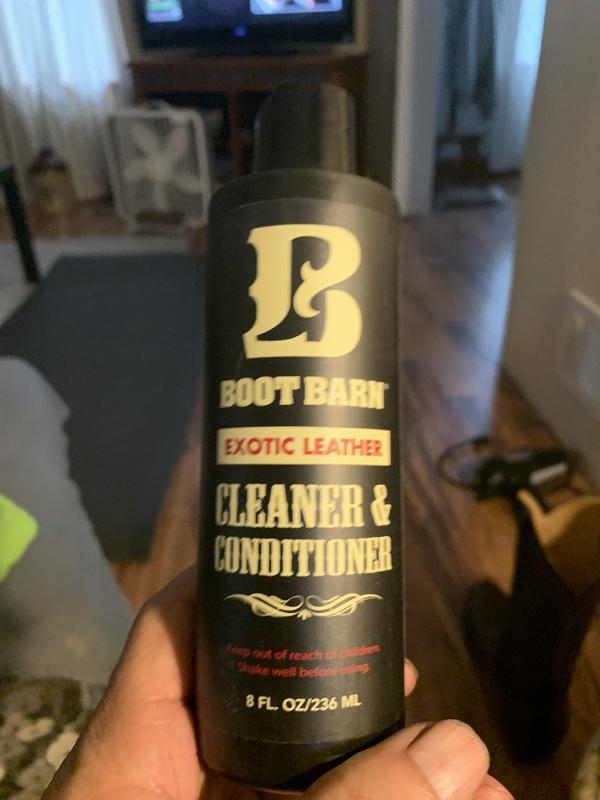 B
BOOT BARN
EXOTIC LEATHER
CLEANER &
CONDITIONER
Keep out of reach of children.
Shake well before using.
8 FL. OZ/236 ML